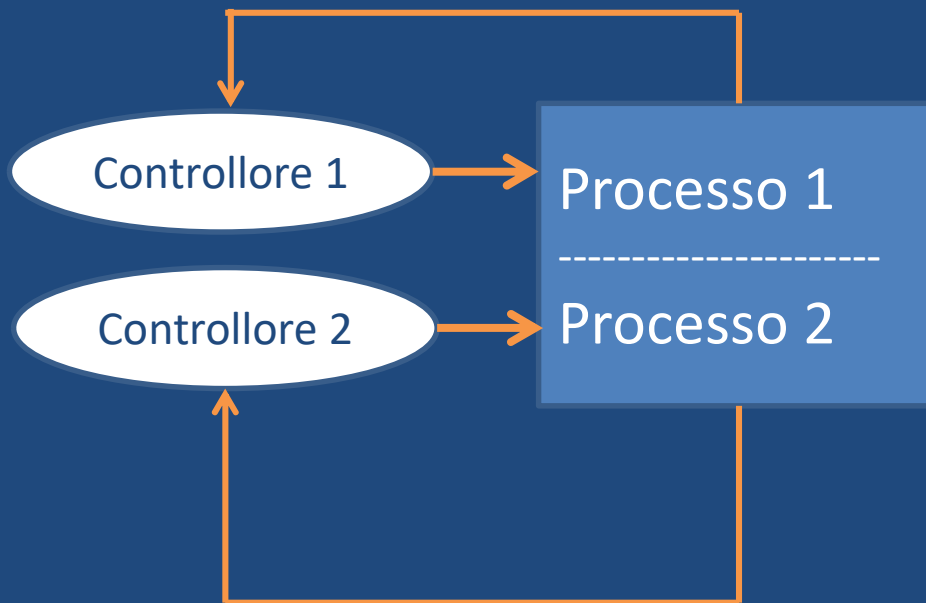 Controllore 1
Processo 1
----------------------
Controllore 2
Processo 2